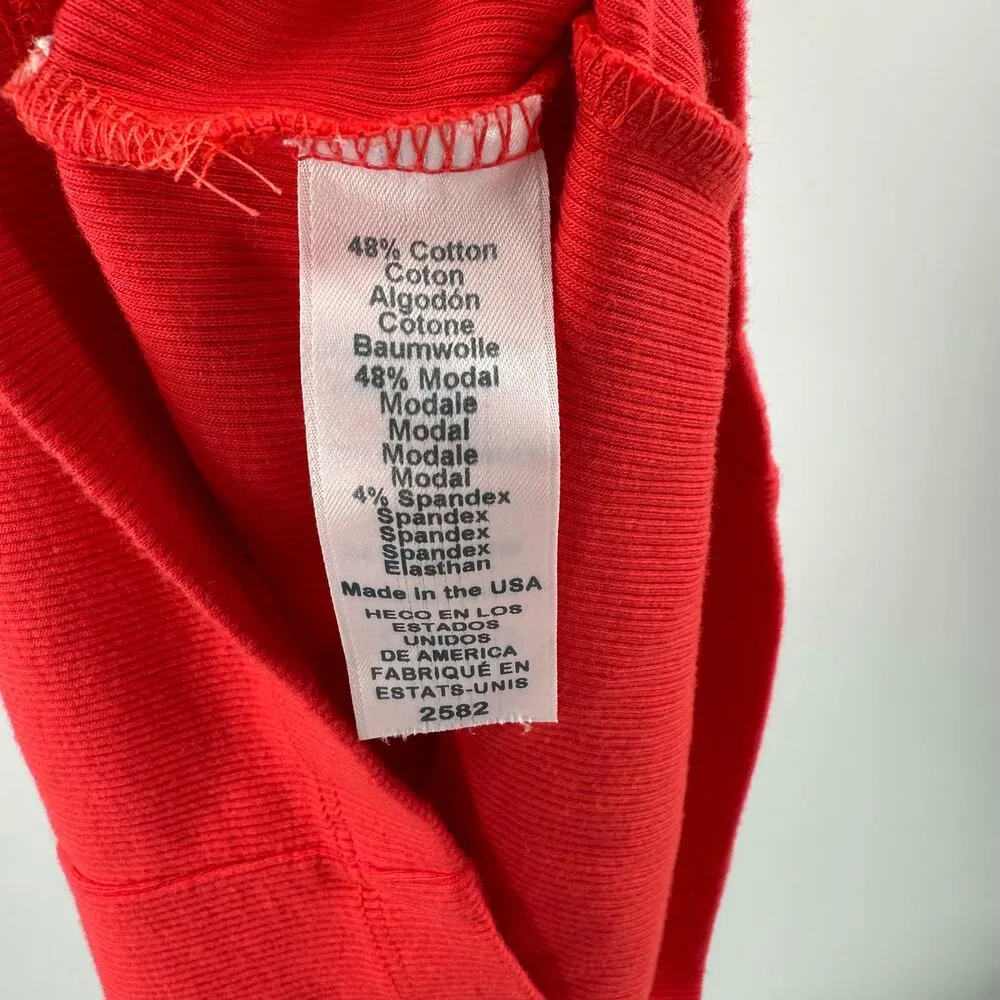 48% Cotton
Coton
Algodón
Cotone
Baumwolle
48% Modal
Modale
Modal
Modale
Modal
4% Spandex
Spandex
Spandex
Spandex
Elasthan
Made in the USA
HECO EN LOS
ESTADOS
UNIDOS
DE AMERICA
FABRIQUÉ EN
ESTATS-UNIS
2582